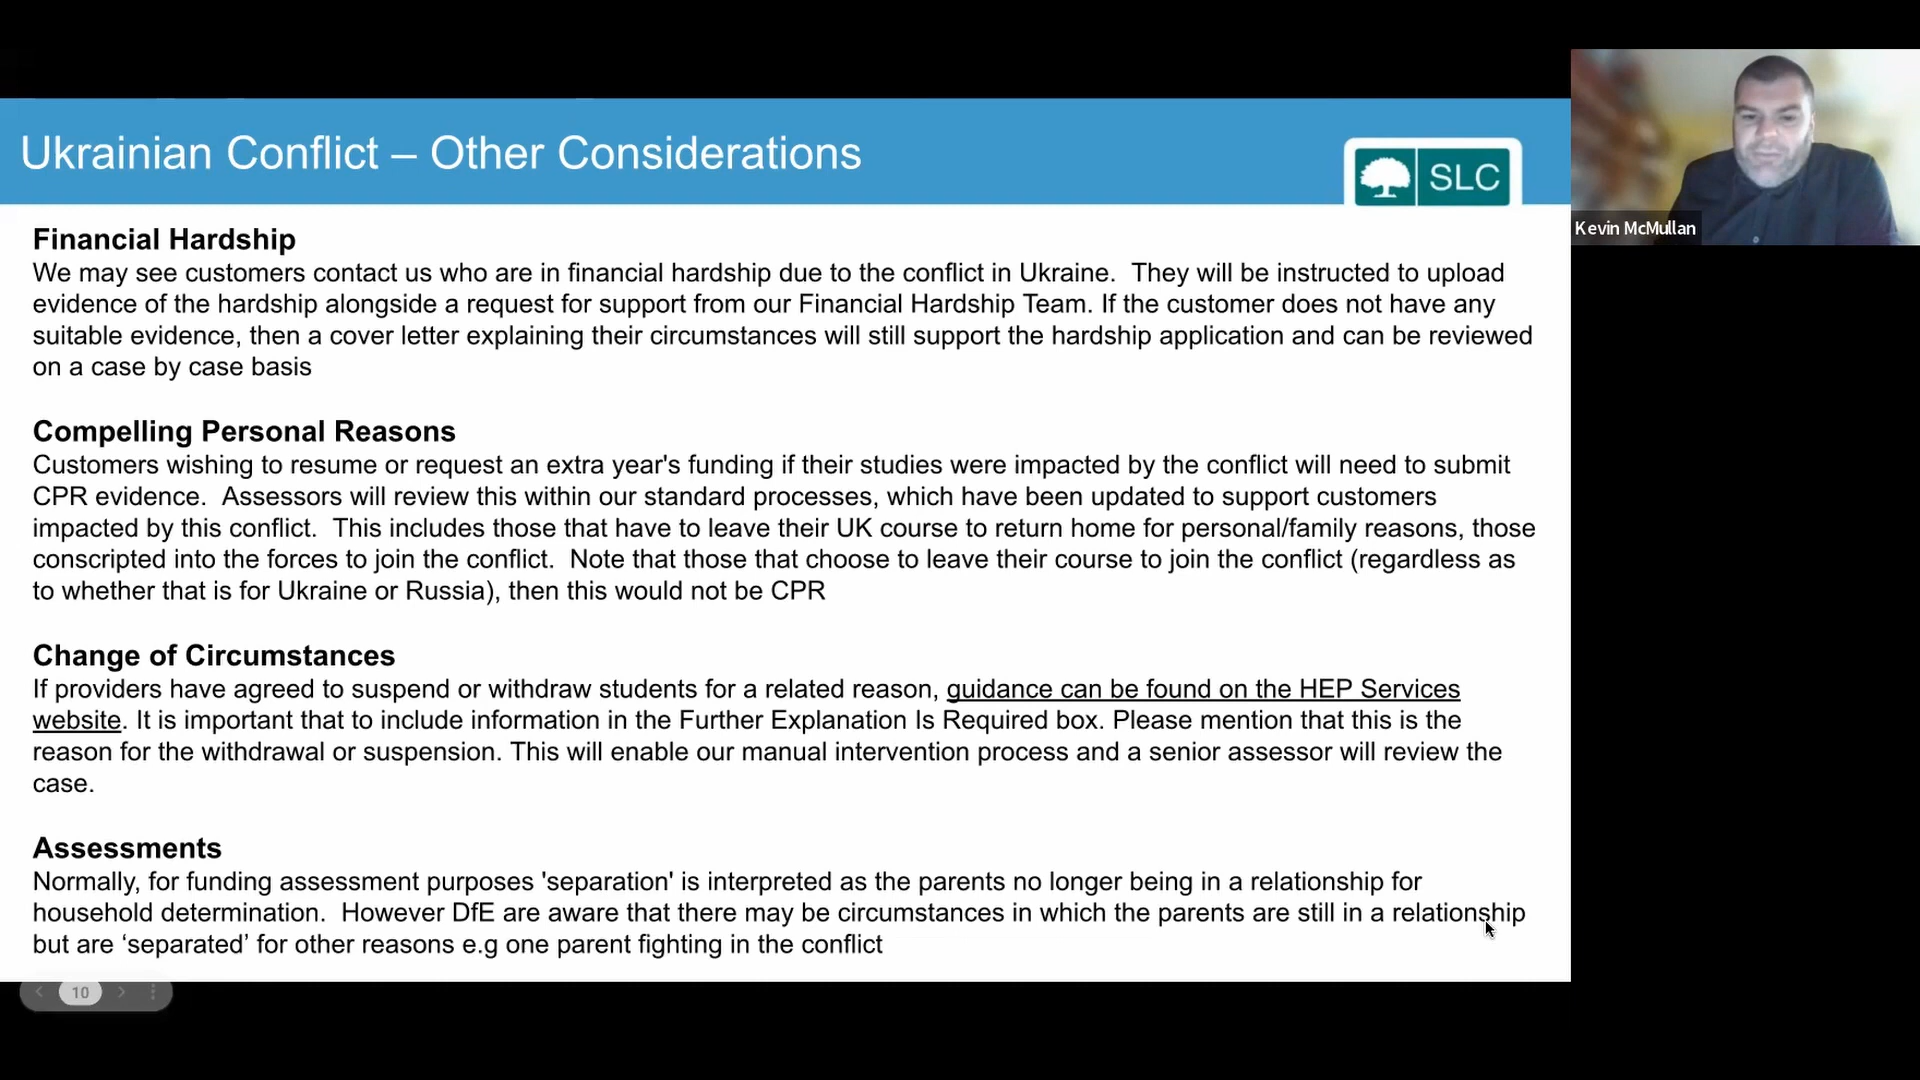 Ukrainian Conflict – Other Considerations
SLC
Kevin McMullan
Financial Hardship
We may see customers contact us who are in financial hardship due to the conflict in Ukraine.  They will be instructed to upload
evidence of the hardship alongside a request for support from our Financial Hardship Team. If the customer does not have any
suitable evidence, then a cover letter explaining their circumstances will still support the hardship application and can be reviewed
on a case by case basis
Compelling Personal Reasons
Customers wishing to resume or request an extra year's funding if their studies were impacted by the conflict will need to submit
CPR evidence.  Assessors will review this within our standard processes, which have been updated to support customers
impacted by this conflict.  This includes those that have to leave their UK course to return home for personal/family reasons, those
conscripted into the forces to join the conflict.  Note that those that choose to leave their course to join the conflict (regardless as
to whether that is for Ukraine or Russia), then this would not be CPR
Change of Circumstances
If providers have agreed to suspend or withdraw students for a related reason, guidance can be found on the HEP Services
website. It is important that to include information in the Further Explanation Is Required box. Please mention that this is the
reason for the withdrawal or suspension. This will enable our manual intervention process and a senior assessor will review the
case.
Assessments
Normally, for funding assessment purposes 'separation' is interpreted as the parents no longer being in a relationship for
household determination.  However DfE are aware that there may be circumstances in which the parents are still in a relationship
but are ‘separated’ for other reasons e.g one parent fighting in the conflict
10